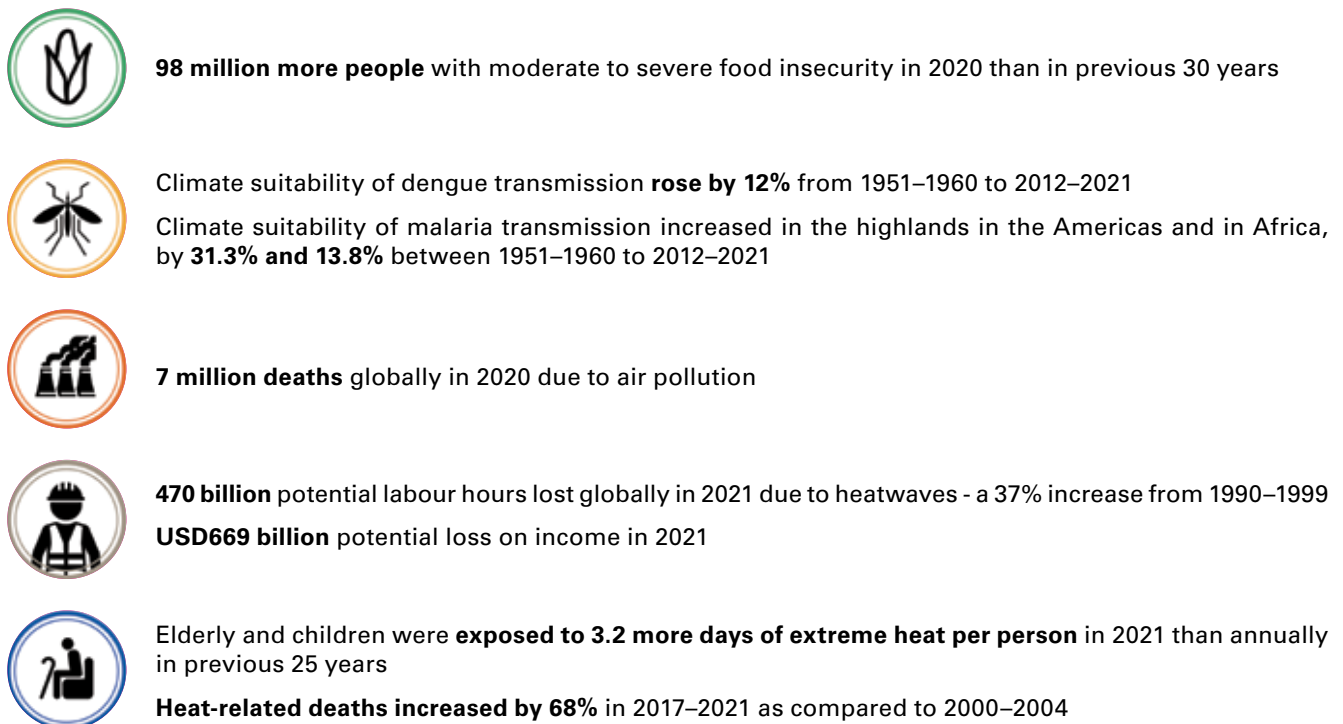 98 million more people with moderate to severe food insecurity in 2020 than in previous 30 years
Climate suitability of dengue transmission rose by 12% from 1951–1960 to 2012–2021
Climate suitability of malaria transmission increased in the highlands in the Americas and in Africa,
by 31.3% and 13.8% between 1951–1960 to 2012–2021
7 million deaths globally in 2020 due to air pollution
470 billion potential labour hours lost globally in 2021 due to heatwaves - a 37% increase from 1990–1999
USD669 billion potential loss on income in 2021
Elderly and children were exposed to 3.2 more days of extreme heat per person in 2021 than annually
in previous 25 years
Heat-related deaths increased by 68% in 2017–2021 as compared to 2000–2004